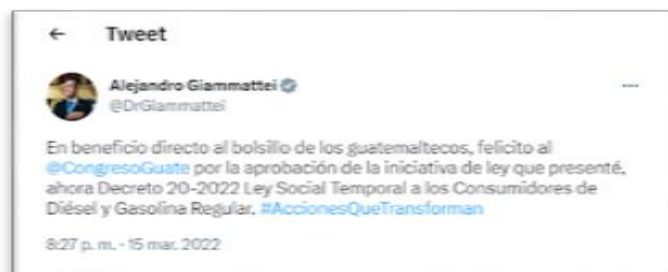 ← Tweet
Alejandro Giammattei
@DrGiammattei
En beneficio directo al bolsillo de los guatemaltecos, felicito al
@CongresoGuate por la aprobación de la iniciativa de ley que presenté,
ahora Decreto 20-2022 Ley Social Temporal a los Consumidores de
Diésel y Gasolina Regular. #AccionesQueTransforman
8:27 p. m. · 15 mar. 2022